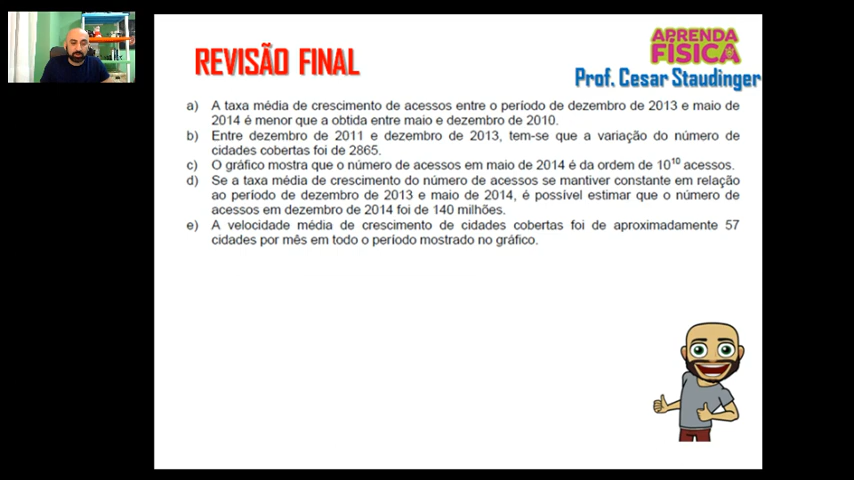 REVISÃO FINAL
APRENDA
FÍSICA
Prof. Cesar Staudinger
a) A taxa média de crescimento de acessos entre o período de dezembro de 2013 e maio de
2014 é menor que a obtida entre maio e dezembro de 2010.
b) Entre dezembro de 2011 e dezembro de 2013, tem-se que a variação do número de
cidades cobertas foi de 2865.
c) O gráfico mostra que o número de acessos em maio de 2014 é da ordem de 10¹⁰ acessos.
d) Se a taxa média de crescimento do número de acessos se mantiver constante em relação
ao período de dezembro de 2013 e maio de 2014, é possível estimar que o número de
acessos em dezembro de 2014 foi de 140 milhões.
e) A velocidade média de crescimento de cidades cobertas foi de aproximadamente 57
cidades por mês em todo o período mostrado no gráfico.